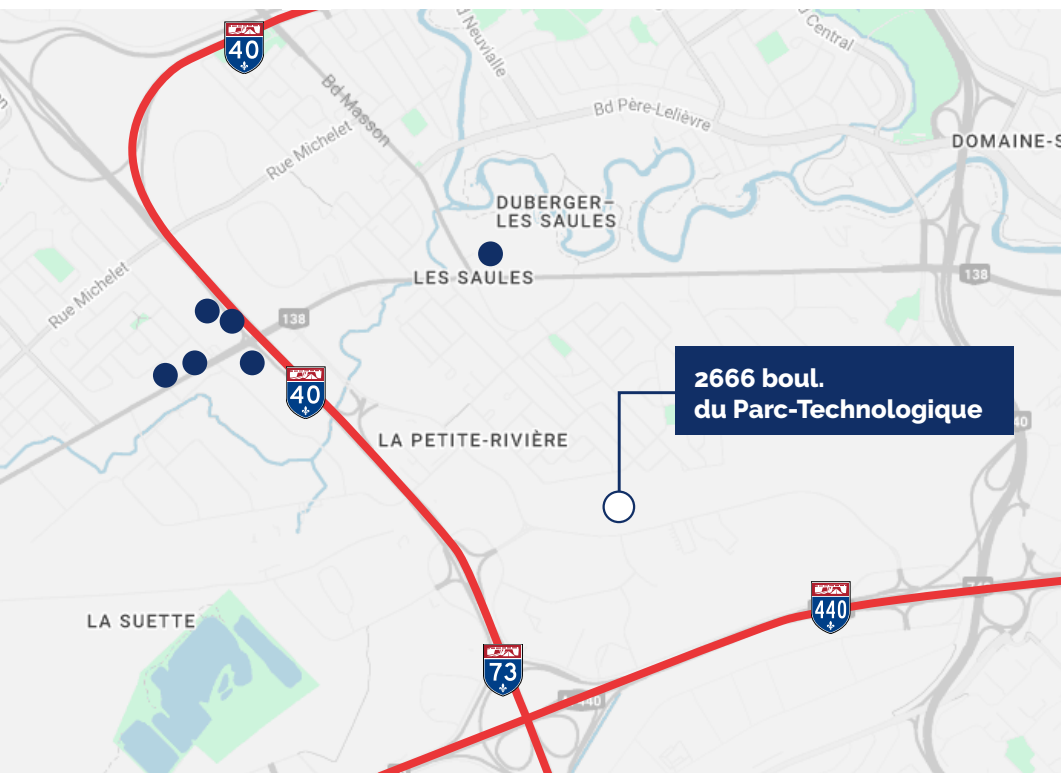 40
Neuvialle
Central
Bd Masson
Bd Père-Lelièvre
Rue Michelet
DOMAINE-S
DUBERGER–
LES SAULES
LES SAULES
138
Rue Michelet
138
2666 boul.
du Parc-Technologique
40
40
LA PETITE-RIVIÈRE
440
LA SUETTE
73
440